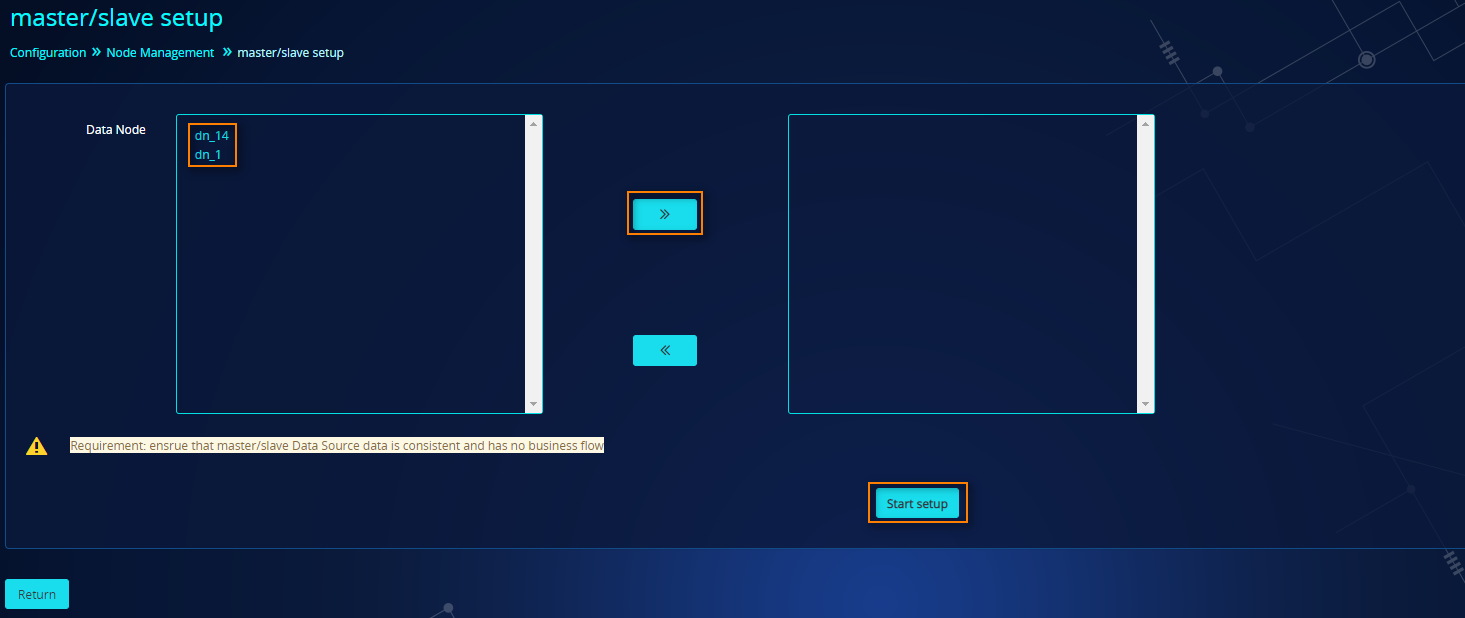 master/slave setup
Configuration » Node Management » master/slave setup
Data Node
dn_14
dn_1
»
«
Requirement: ensrue that master/slave Data Source data is consistent and has no business flow
Start setup
Return